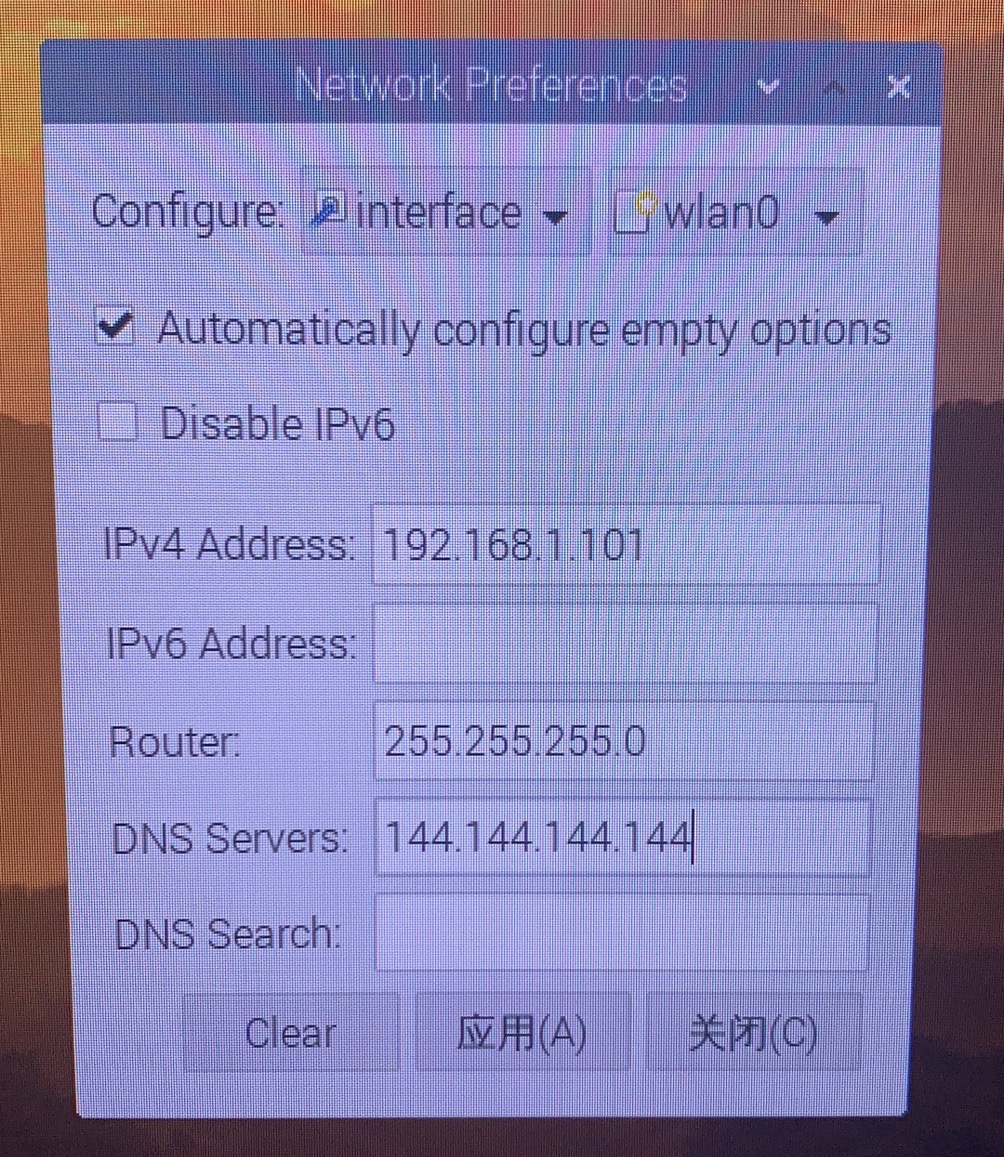 Network Preferences
Configure: interface wlan0
Automatically configure empty options
Disable IPv6
IPv4 Address: 192.168.1.101
IPv6 Address:
Router: 255.255.255.0
DNS Servers: 144.144.144.144
DNS Search:
Clear 应用(A) 关闭(C)